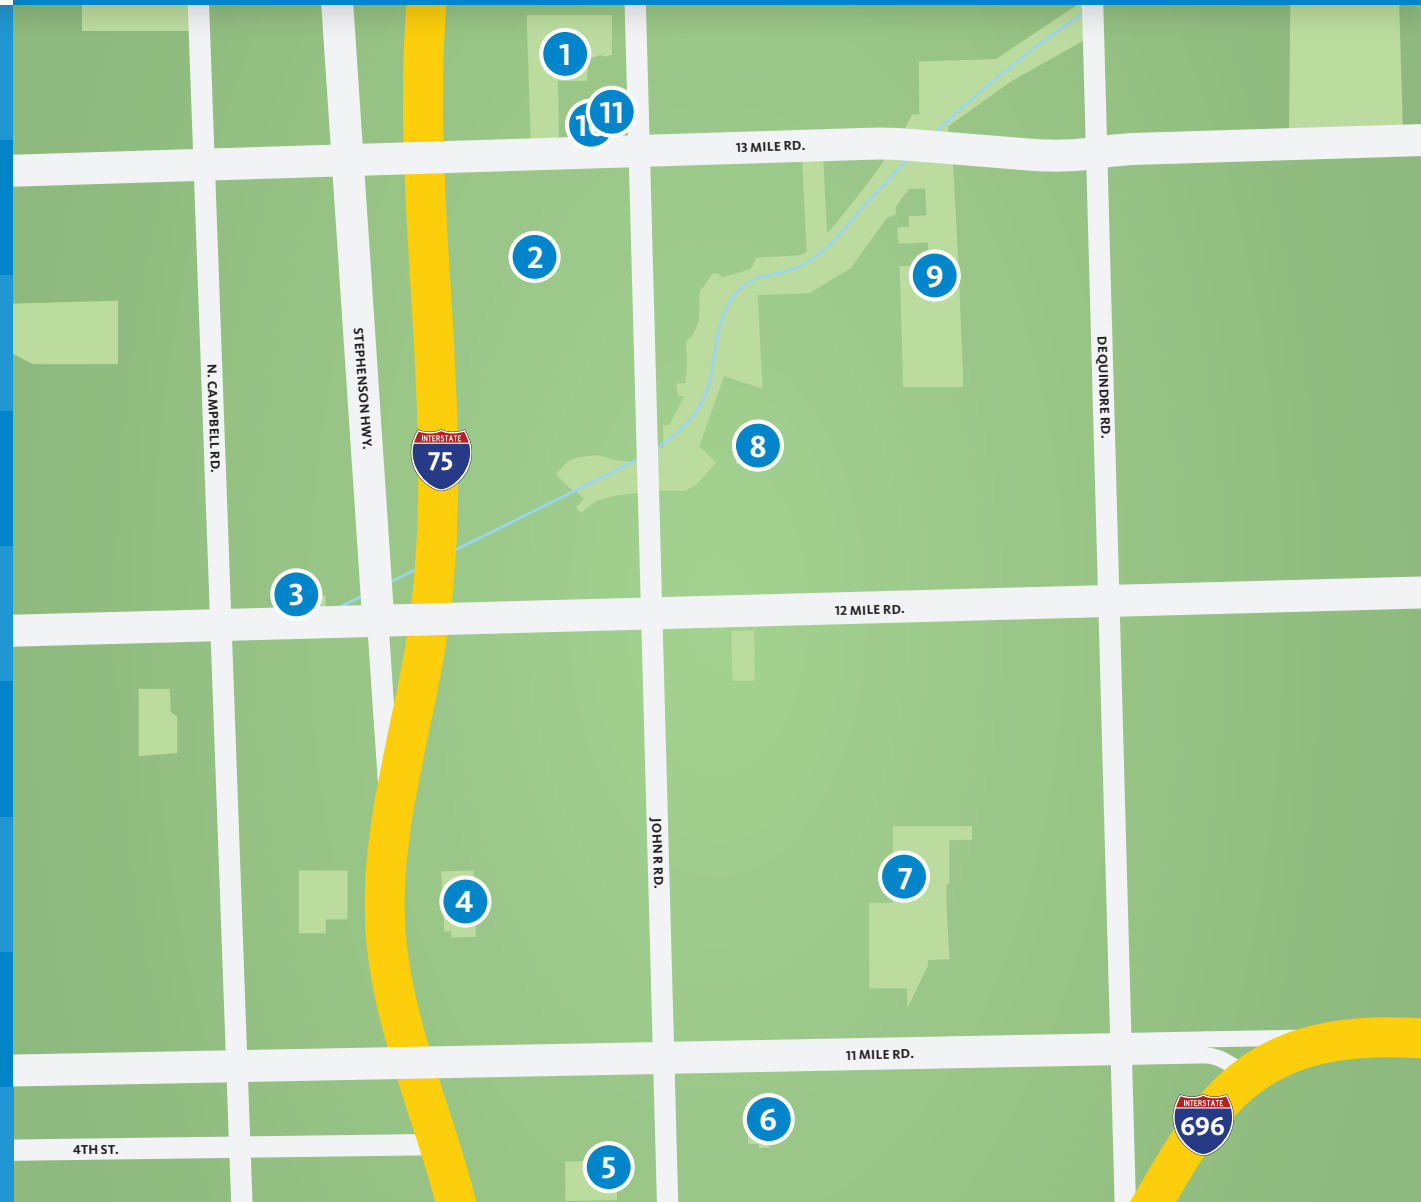 1
11
10
13 MILE RD.
2
9
STEPHENSON HWY.
DEQUINDRE RD.
N. CAMPBELL RD.
INTERSTATE
75
8
3
12 MILE RD.
JOHN R RD.
7
4
11 MILE RD.
INTERSTATE
696
6
4TH ST.
5